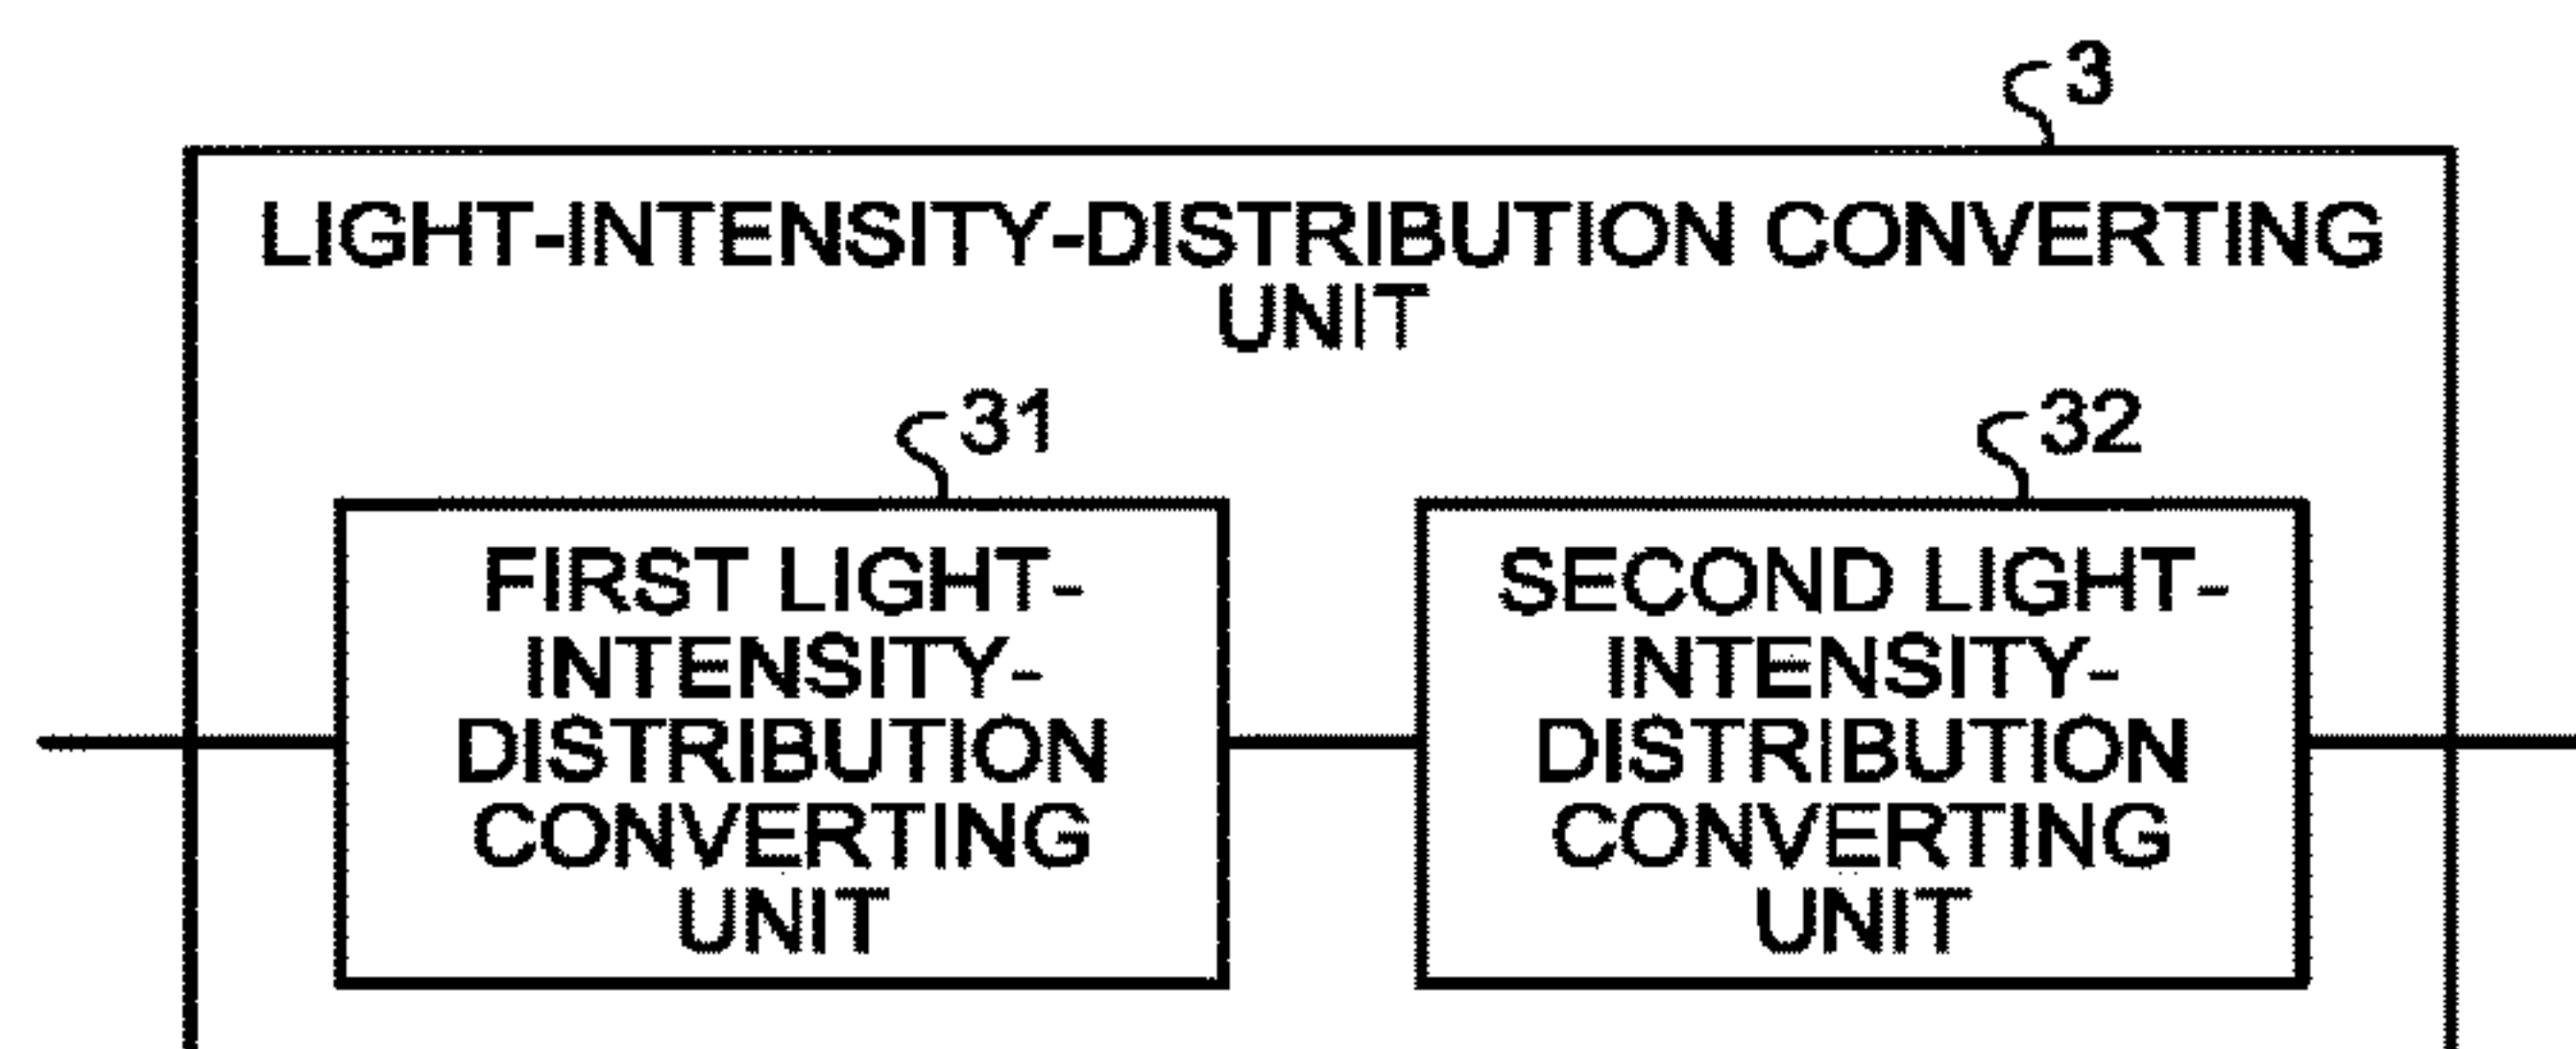 3
LIGHT-INTENSITY-DISTRIBUTION CONVERTING
UNIT
31
FIRST LIGHT-
INTENSITY-
DISTRIBUTION
CONVERTING
UNIT
32
SECOND LIGHT-
INTENSITY-
DISTRIBUTION
CONVERTING
UNIT